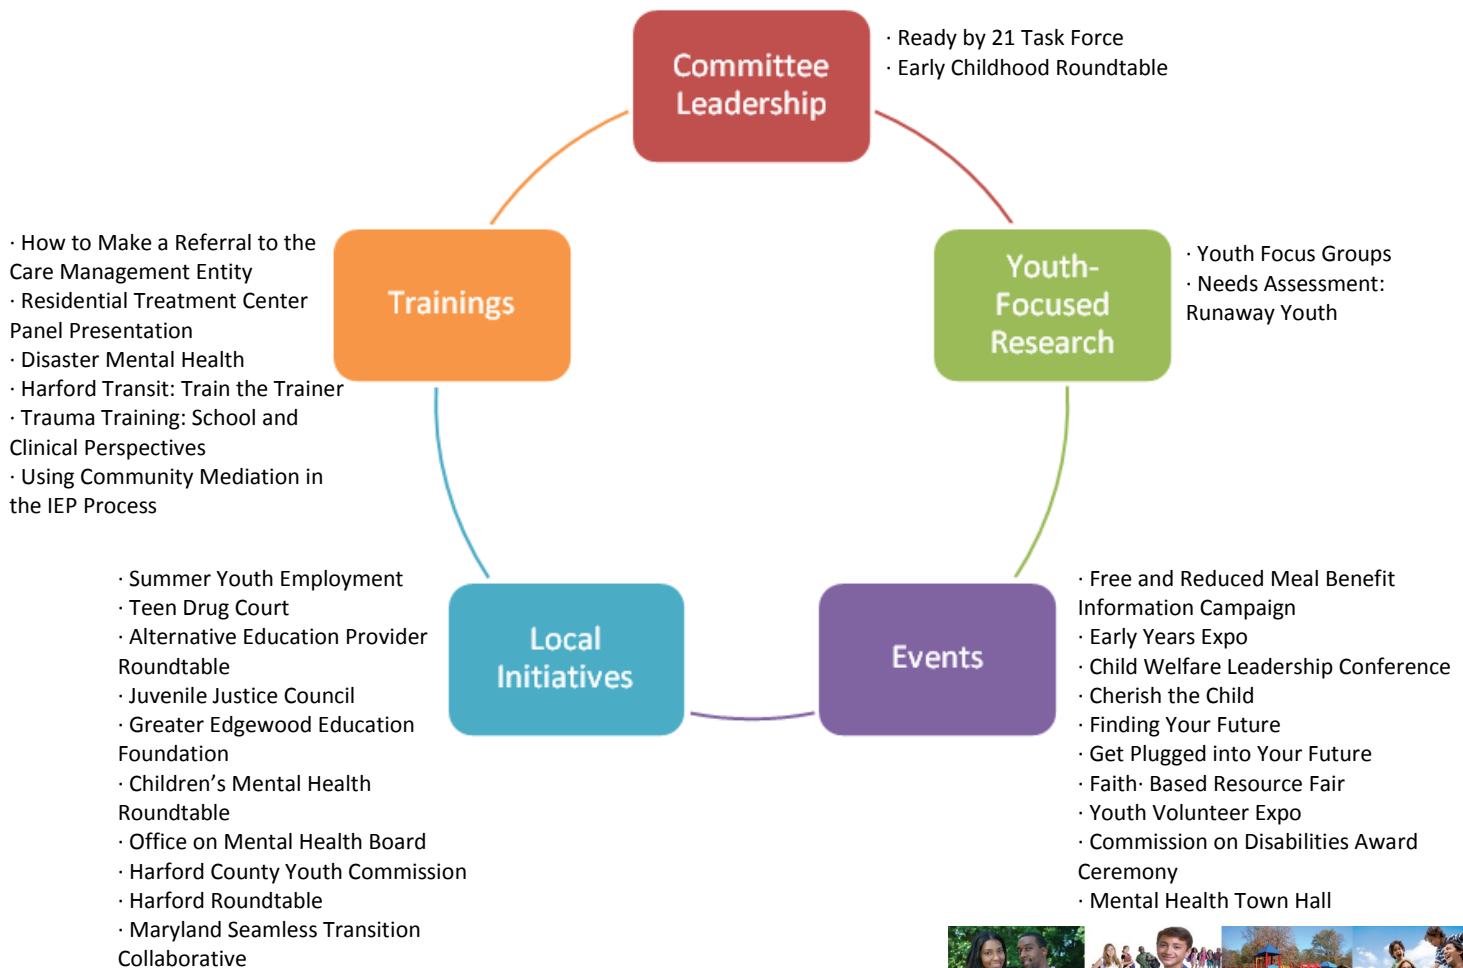 Committee
Leadership
· Ready by 21 Task Force
· Early Childhood Roundtable
Youth-
Focused
Research
· Youth Focus Groups
· Needs Assessment:
Runaway Youth
Events
· Free and Reduced Meal Benefit
Information Campaign
· Early Years Expo
· Child Welfare Leadership Conference
· Cherish the Child
· Finding Your Future
· Get Plugged into Your Future
· Faith· Based Resource Fair
· Youth Volunteer Expo
· Commission on Disabilities Award
Ceremony
· Mental Health Town Hall
Local
Initiatives
· Summer Youth Employment
· Teen Drug Court
· Alternative Education Provider
Roundtable
· Juvenile Justice Council
· Greater Edgewood Education
Foundation
· Children’s Mental Health
Roundtable
· Office on Mental Health Board
· Harford County Youth Commission
· Harford Roundtable
· Maryland Seamless Transition
Collaborative
Trainings
· How to Make a Referral to the
Care Management Entity
· Residential Treatment Center
Panel Presentation
· Disaster Mental Health
· Harford Transit: Train the Trainer
· Trauma Training: School and
Clinical Perspectives
· Using Community Mediation in
the IEP Process